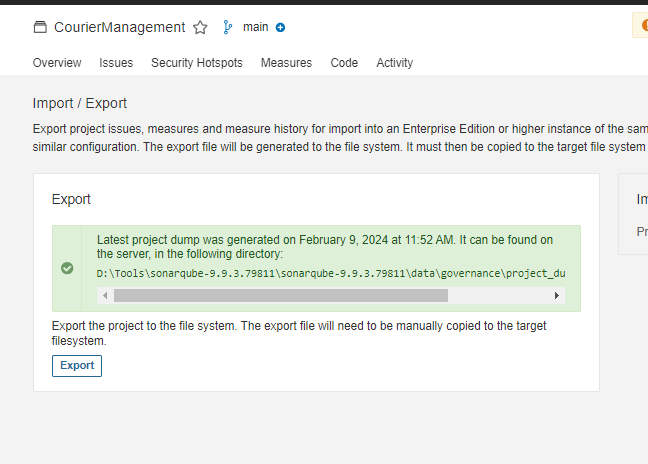 CourierManagement main
Overview Issues Security Hotspots Measures Code Activity
Import / Export
Export project issues, measures and measure history for import into an Enterprise Edition or higher instance of the sam
similar configuration. The export file will be generated to the file system. It must then be copied to the target file system
Export
Im
Latest project dump was generated on February 9, 2024 at 11:52 AM. It can be found on
the server, in the following directory:
Pr
D:\Tools\sonarqube-9.9.3.79811\sonarqube-9.9.3.79811\data\governance\project_du
Export the project to the file system. The export file will need to be manually copied to the target
filesystem.
Export